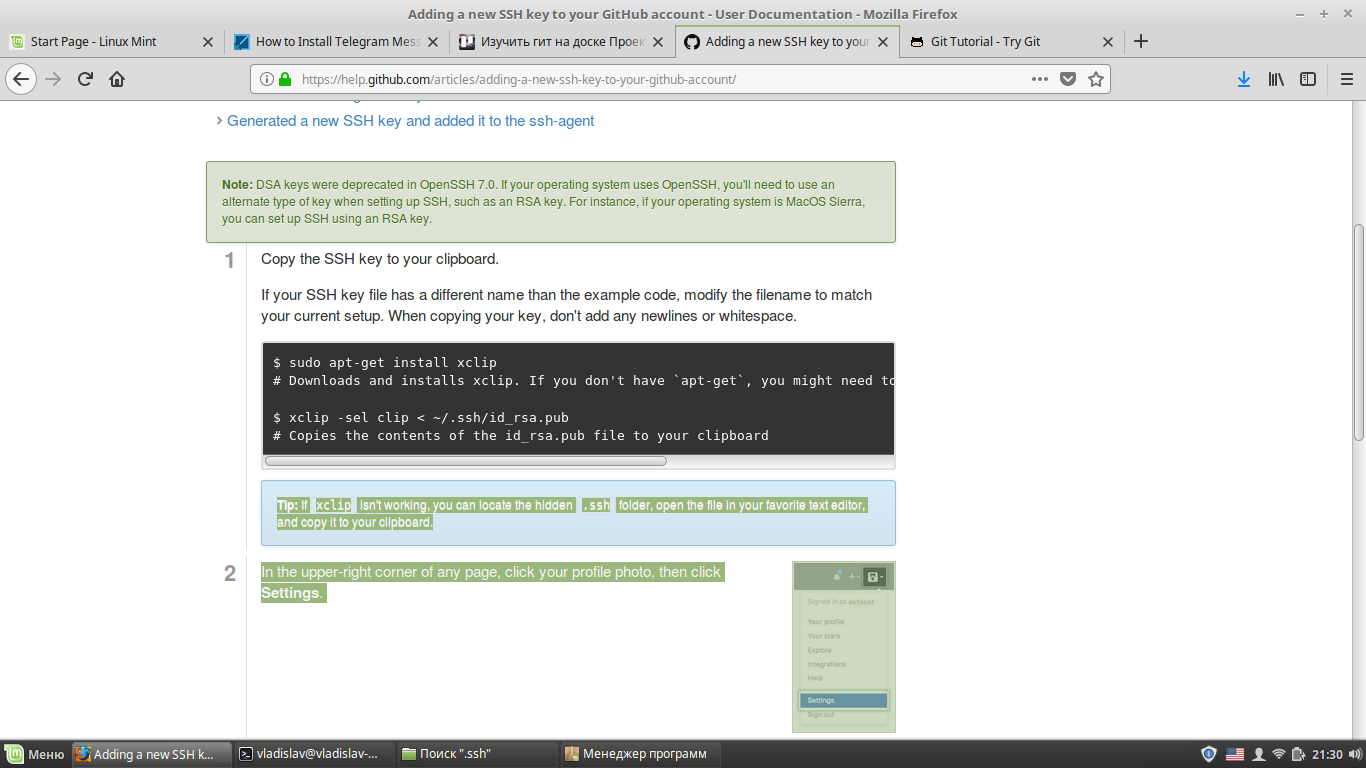 Adding a new SSH key to your GitHub account - User Documentation - Mozilla Firefox
Start Page - Linux Mint
How to Install Telegram Mess
Изучить гит на доске Прое
Adding a new SSH key to your
Git Tutorial - Try Git
https://help.github.com/articles/adding-a-new-ssh-key-to-your-github-account/
Generated a new SSH key and added it to the ssh-agent
Note: DSA keys were deprecated in OpenSSH 7.0. If your operating system uses OpenSSH, you'll need to use an
alternate type of key when setting up SSH, such as an RSA key. For instance, if your operating system is MacOS Sierra,
you can set up SSH using an RSA key.
1
Copy the SSH key to your clipboard.
If your SSH key file has a different name than the example code, modify the filename to match
your current setup. When copying your key, don't add any newlines or whitespace.
$ sudo apt-get install xclip
# Downloads and installs xclip. If you don't have `apt-get`, you might need to
$ xclip -sel clip < ~/.ssh/id_rsa.pub
# Copies the contents of the id_rsa.pub file to your clipboard
Tip: If xclip isn't working, you can locate the hidden .ssh folder, open the file in your favorite text editor,
and copy it to your clipboard.
2
In the upper-right corner of any page, click your profile photo, then click
Settings.
Signed in as octocat
Your profile
Your stars
Explore
Integrations
Help
Settings
Sign out
Меню
Adding a new SSH k...
vladislav@vladislav-...
Поиск ".ssh"
Менеджер программ
21:30